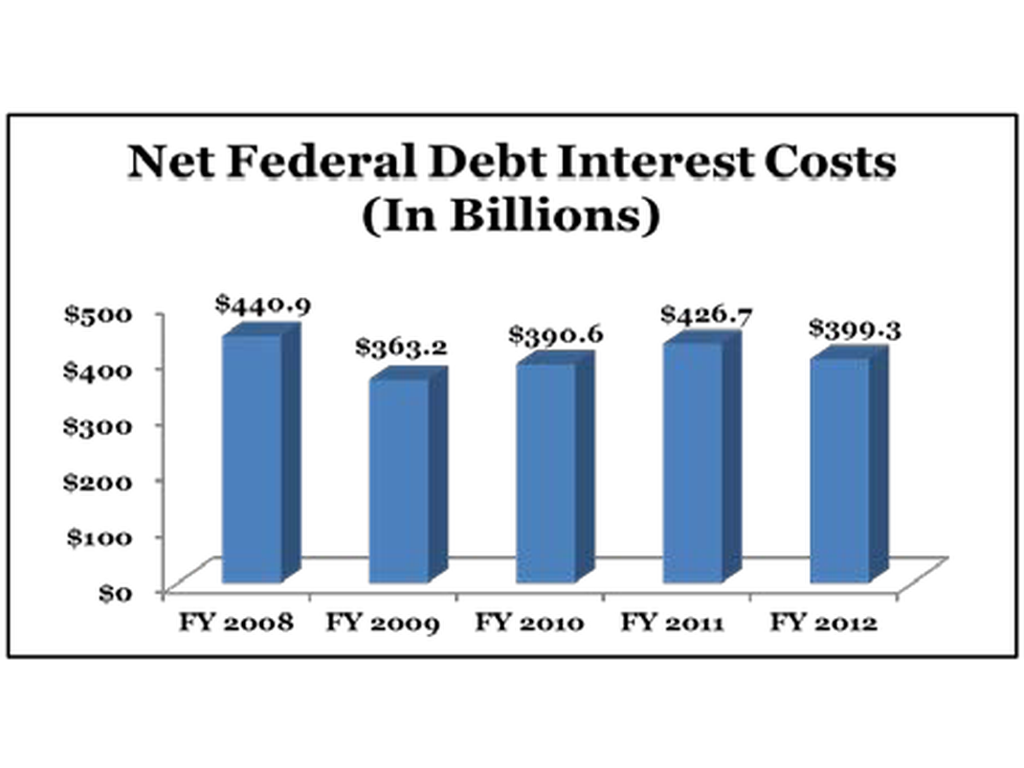 Net Federal Debt Interest Costs
(In Billions)
$500
$400
$300
$200
$100
$0
$440.9
$363.2
$390.6
$426.7
$399.3
FY 2008
FY 2009
FY 2010
FY 2011
FY 2012